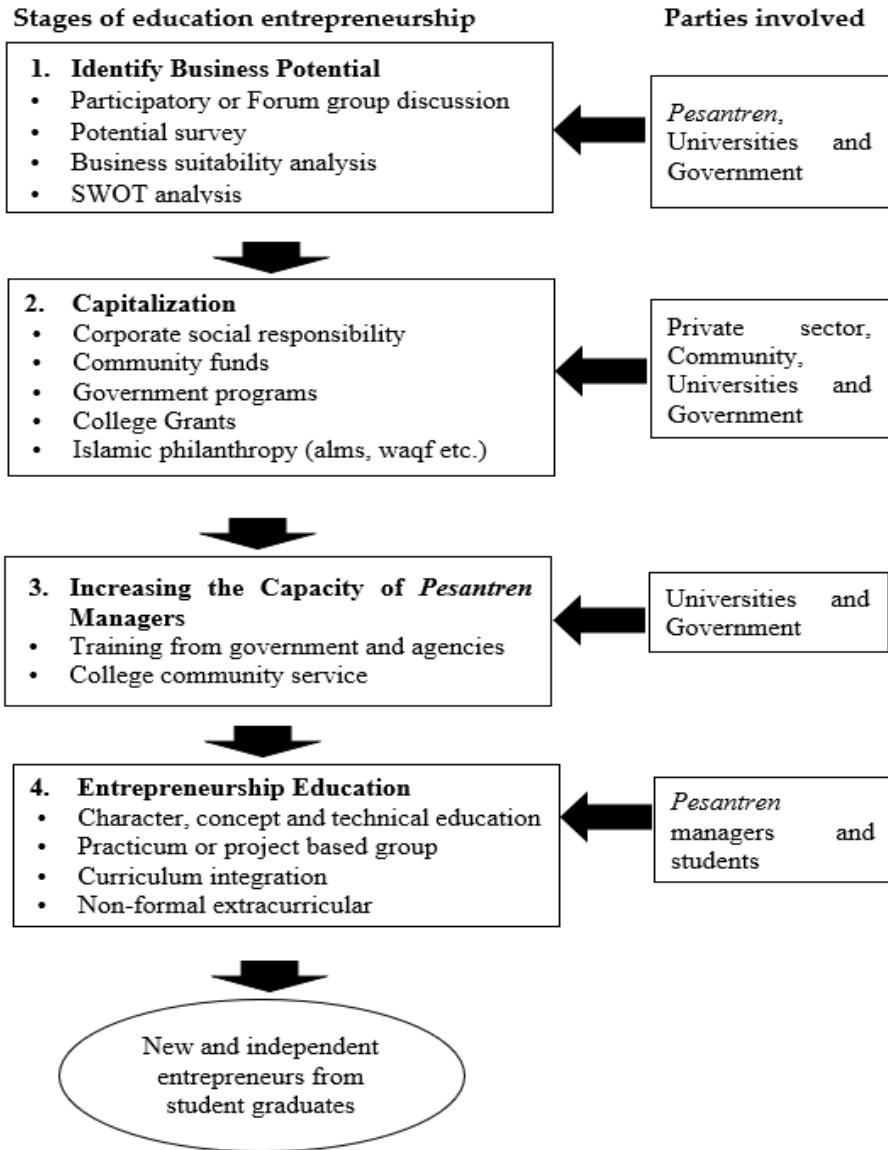 Stages of education entrepreneurship
Parties involved
1. Identify Business Potential
• Participatory or Forum group discussion
• Potential survey
• Business suitability analysis
• SWOT analysis
Pesantren,
Universities and
Government
2. Capitalization
• Corporate social responsibility
• Community funds
• Government programs
• College Grants
• Islamic philanthropy (alms, waqf etc.)
Private sector,
Community,
Universities and
Government
3. Increasing the Capacity of Pesantren
Managers
• Training from government and agencies
• College community service
Universities and
Government
4. Entrepreneurship Education
• Character, concept and technical education
• Practicum or project based group
• Curriculum integration
• Non-formal extracurricular
Pesantren
managers and
students
New and independent
entrepreneurs from
student graduates